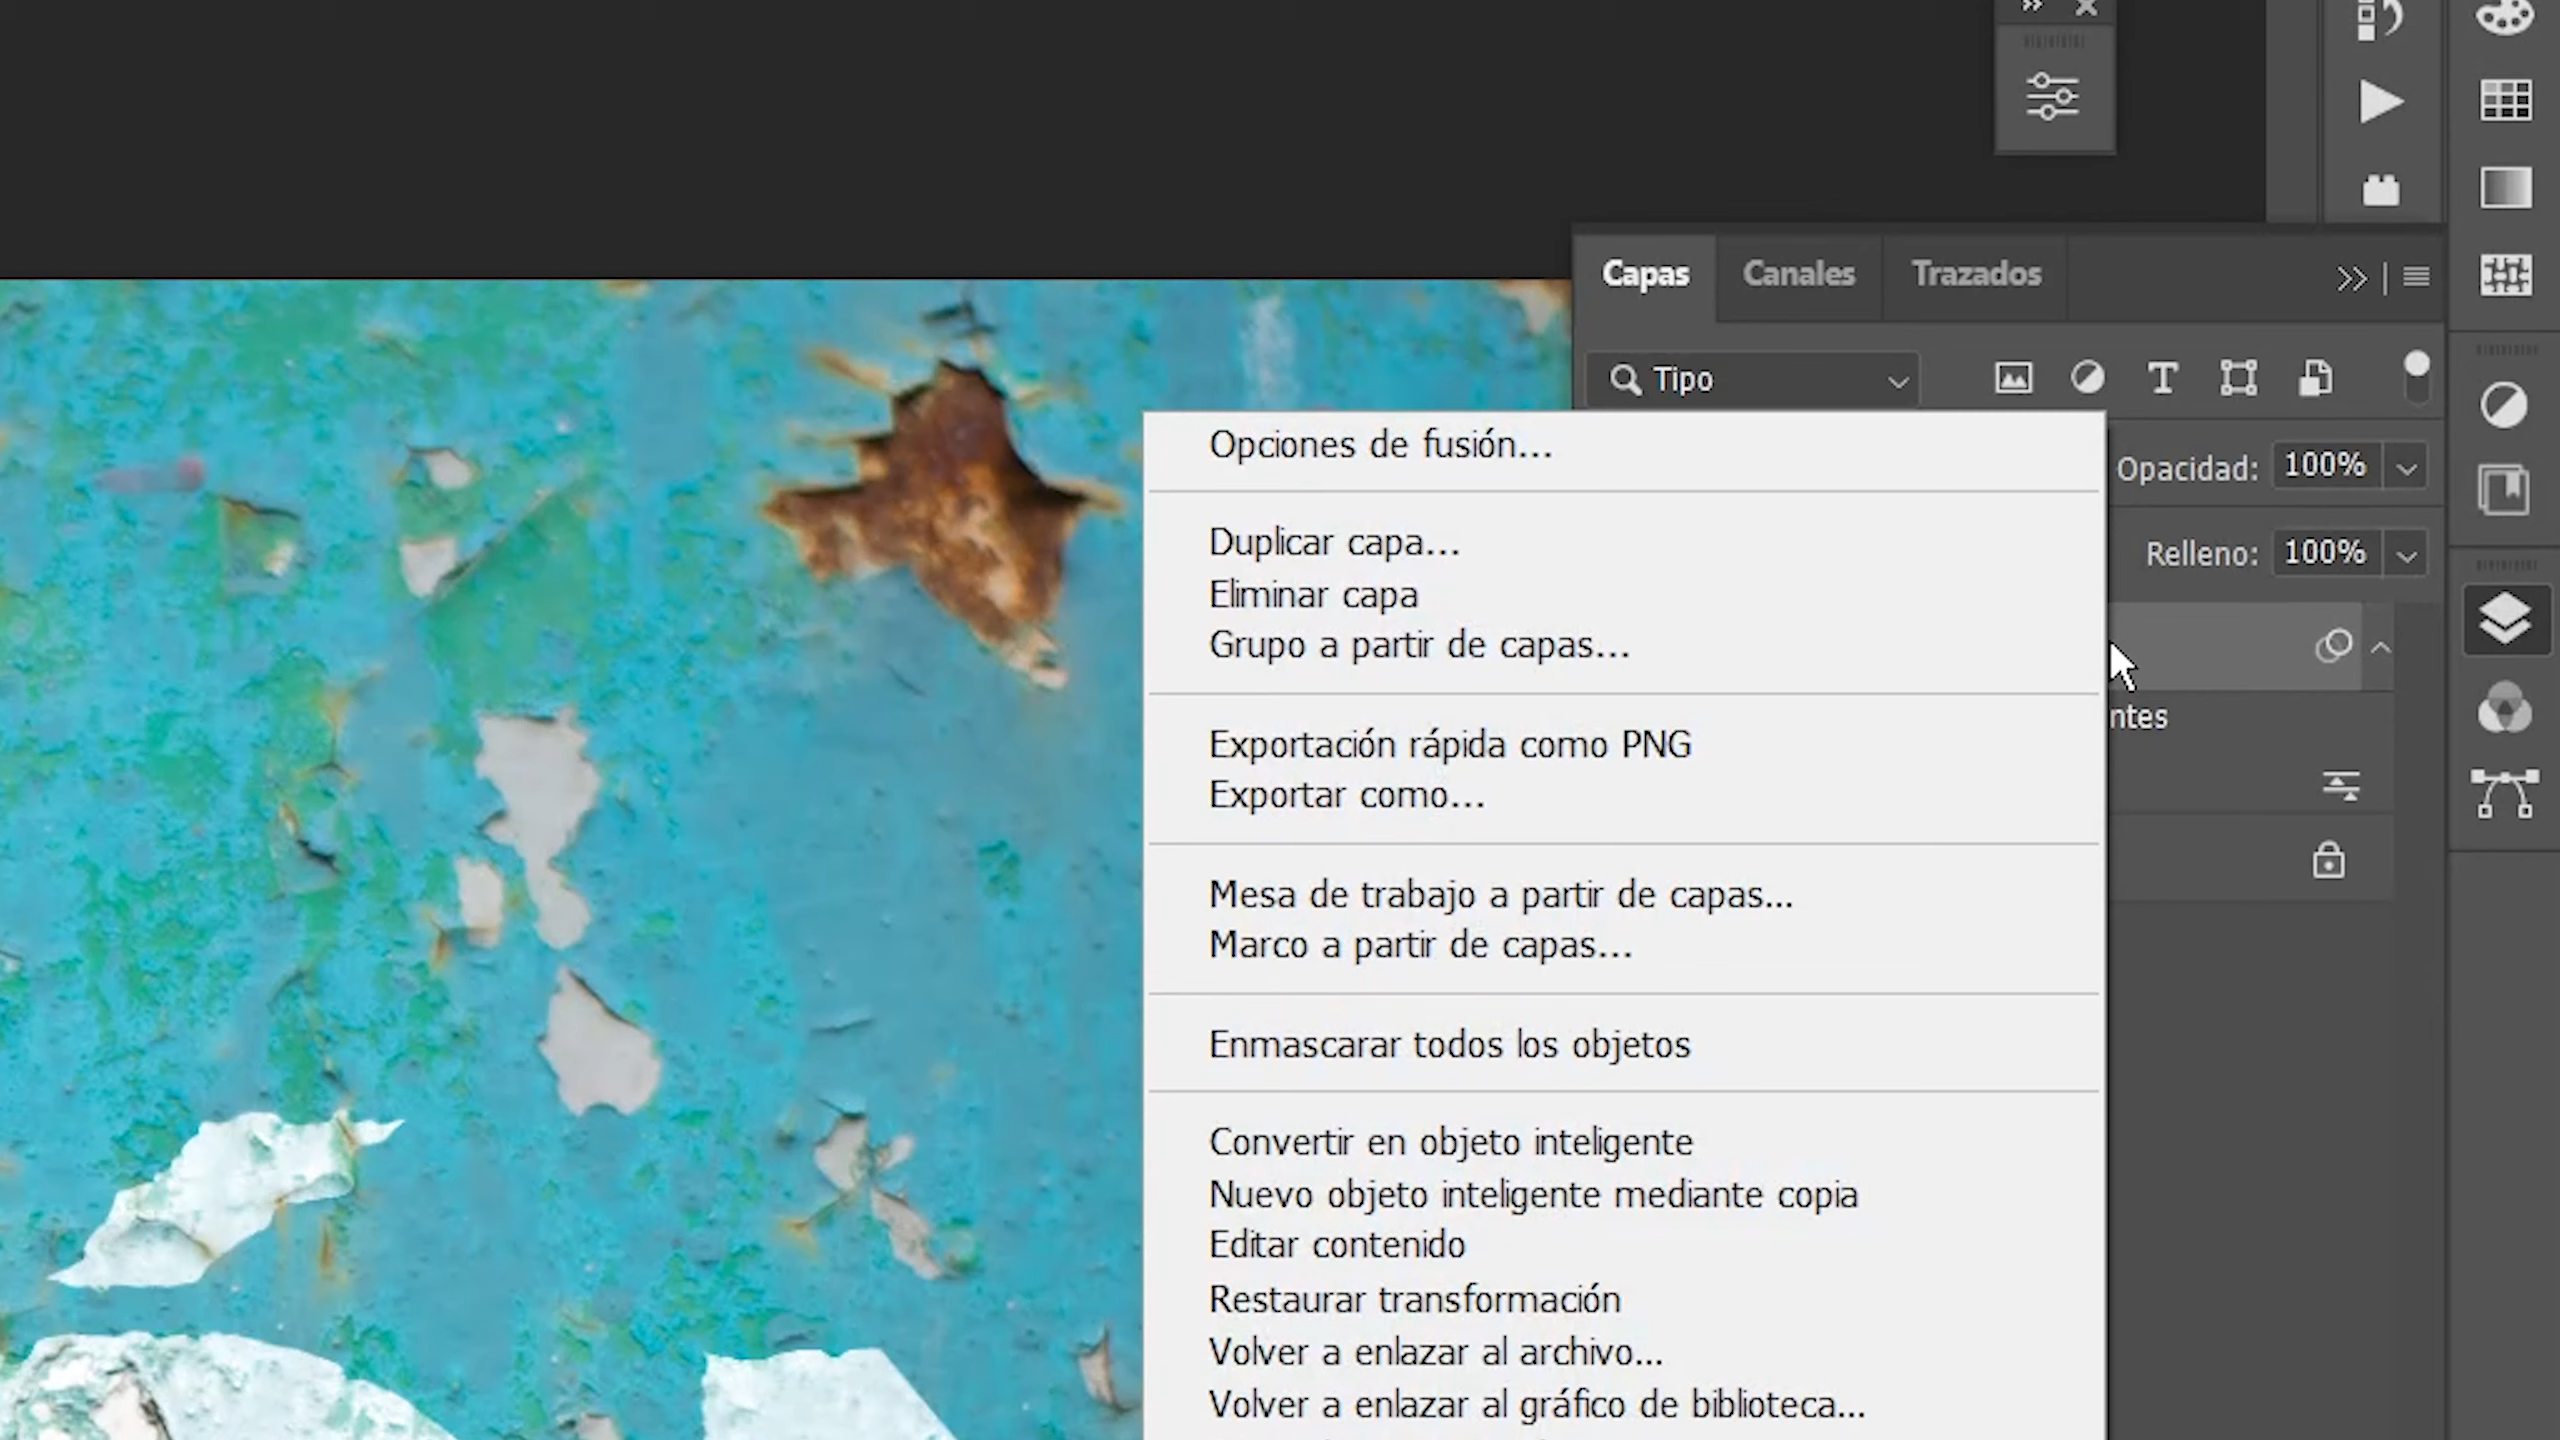 Capas
Canales
Trazados
Tipo
Opciones de fusión...
Opacidad: 100%
Duplicar capa...
Relleno: 100%
Eliminar capa
Grupo a partir de capas...
ntes
Exportación rápida como PNG
Exportar como...
Mesa de trabajo a partir de capas...
Marco a partir de capas...
Enmascarar todos los objetos
Convertir en objeto inteligente
Nuevo objeto inteligente mediante copia
Editar contenido
Restaurar transformación
Volver a enlazar al archivo...
Volver a enlazar al gráfico de biblioteca...